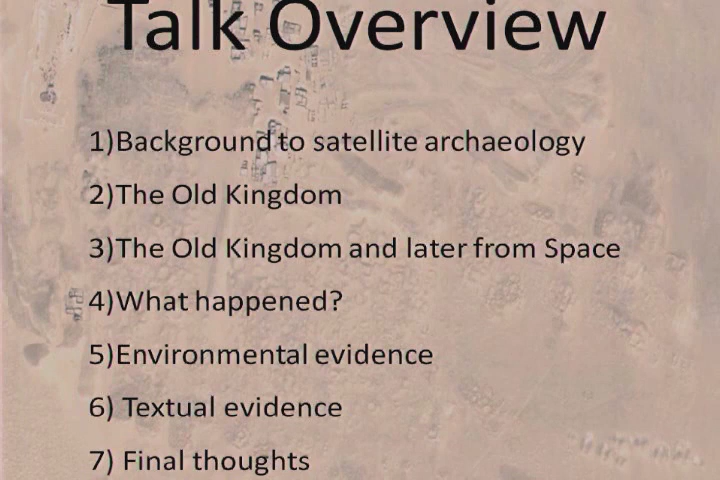 Talk Overview
1)Background to satellite archaeology
2)The Old Kingdom
3)The Old Kingdom and later from Space
4)What happened?
5)Environmental evidence
6) Textual evidence
7) Final thoughts